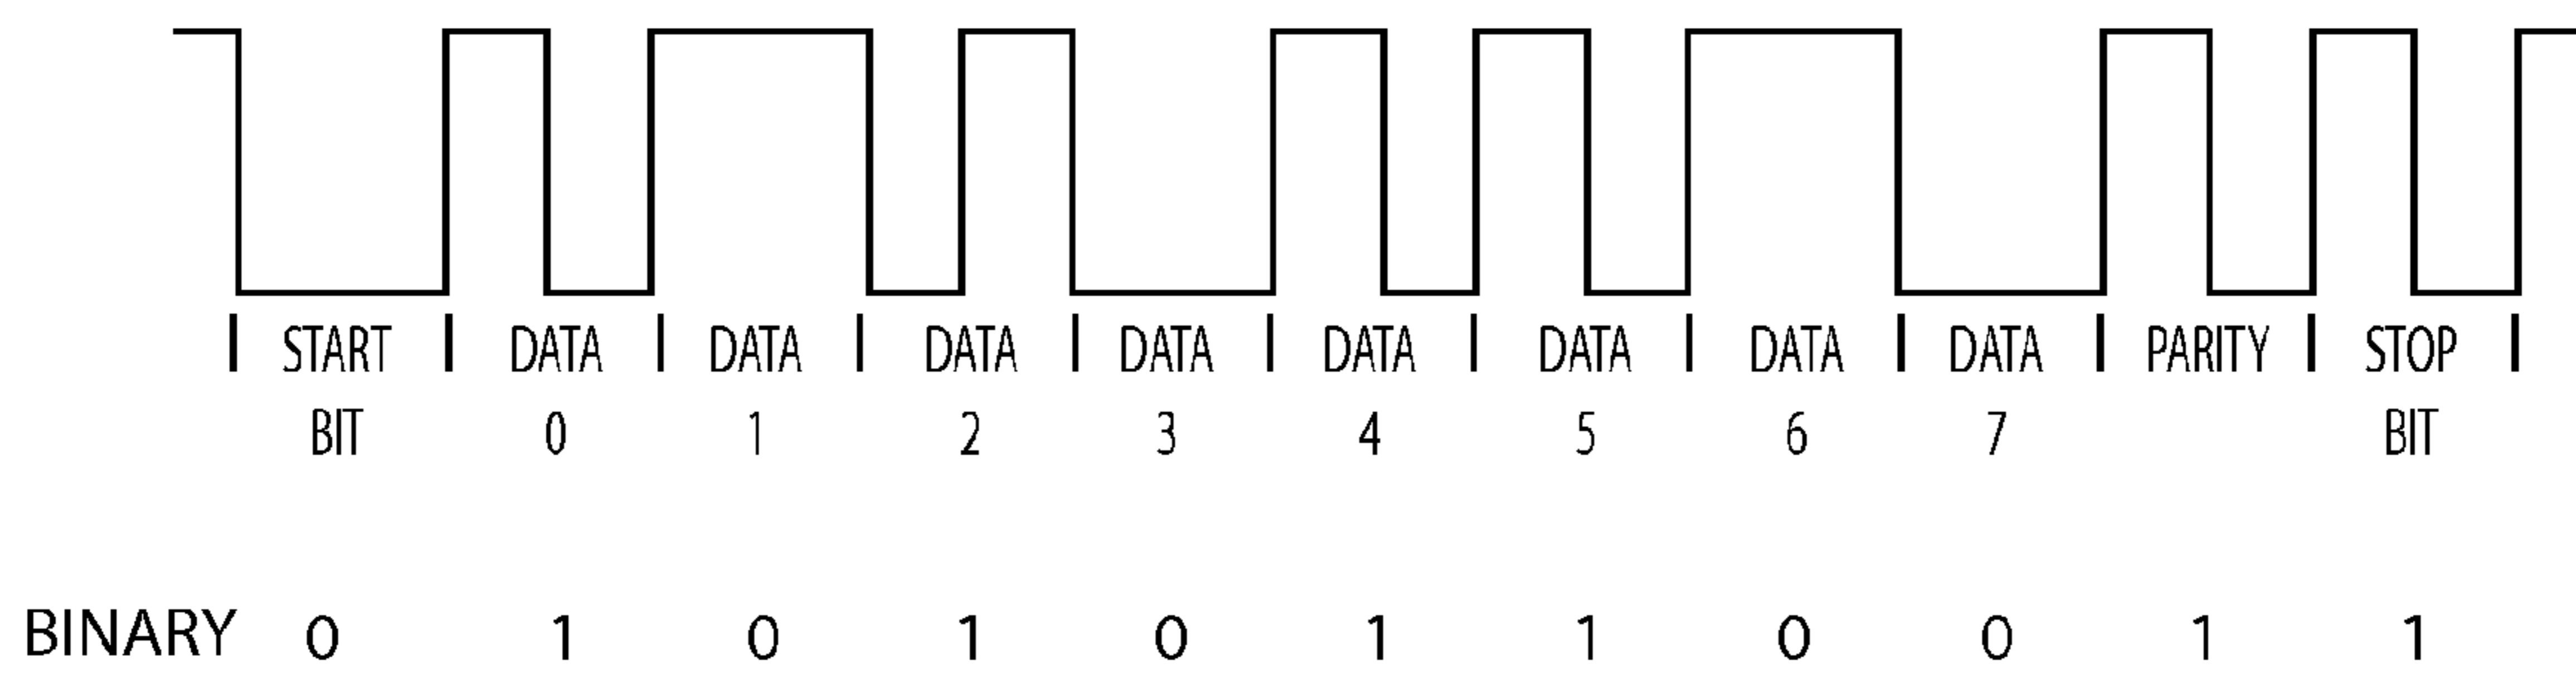 START DATA DATA DATA DATA DATA DATA DATA DATA PARITY STOP
BIT 0 1 2 3 4 5 6 7 BIT
BINARY 0 1 0 1 0 1 1 0 0 1 1